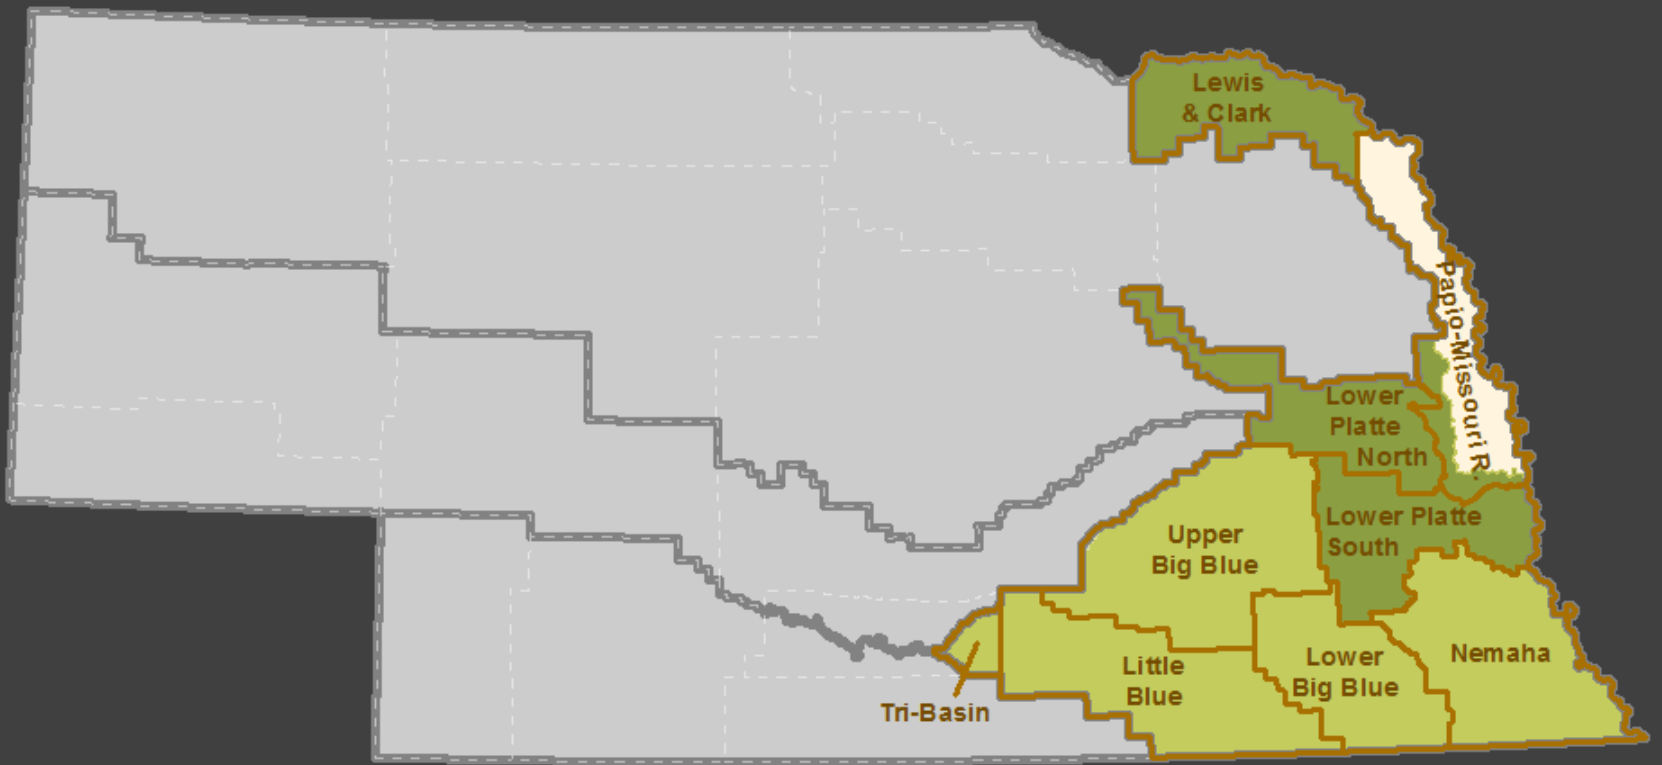 Lewis
& Clark
Papio-Missouri R.
Lower
Platte
North
Lower Platte
South
Upper
Big Blue
Nemaha
Lower
Big Blue
Little
Blue
Tri-Basin